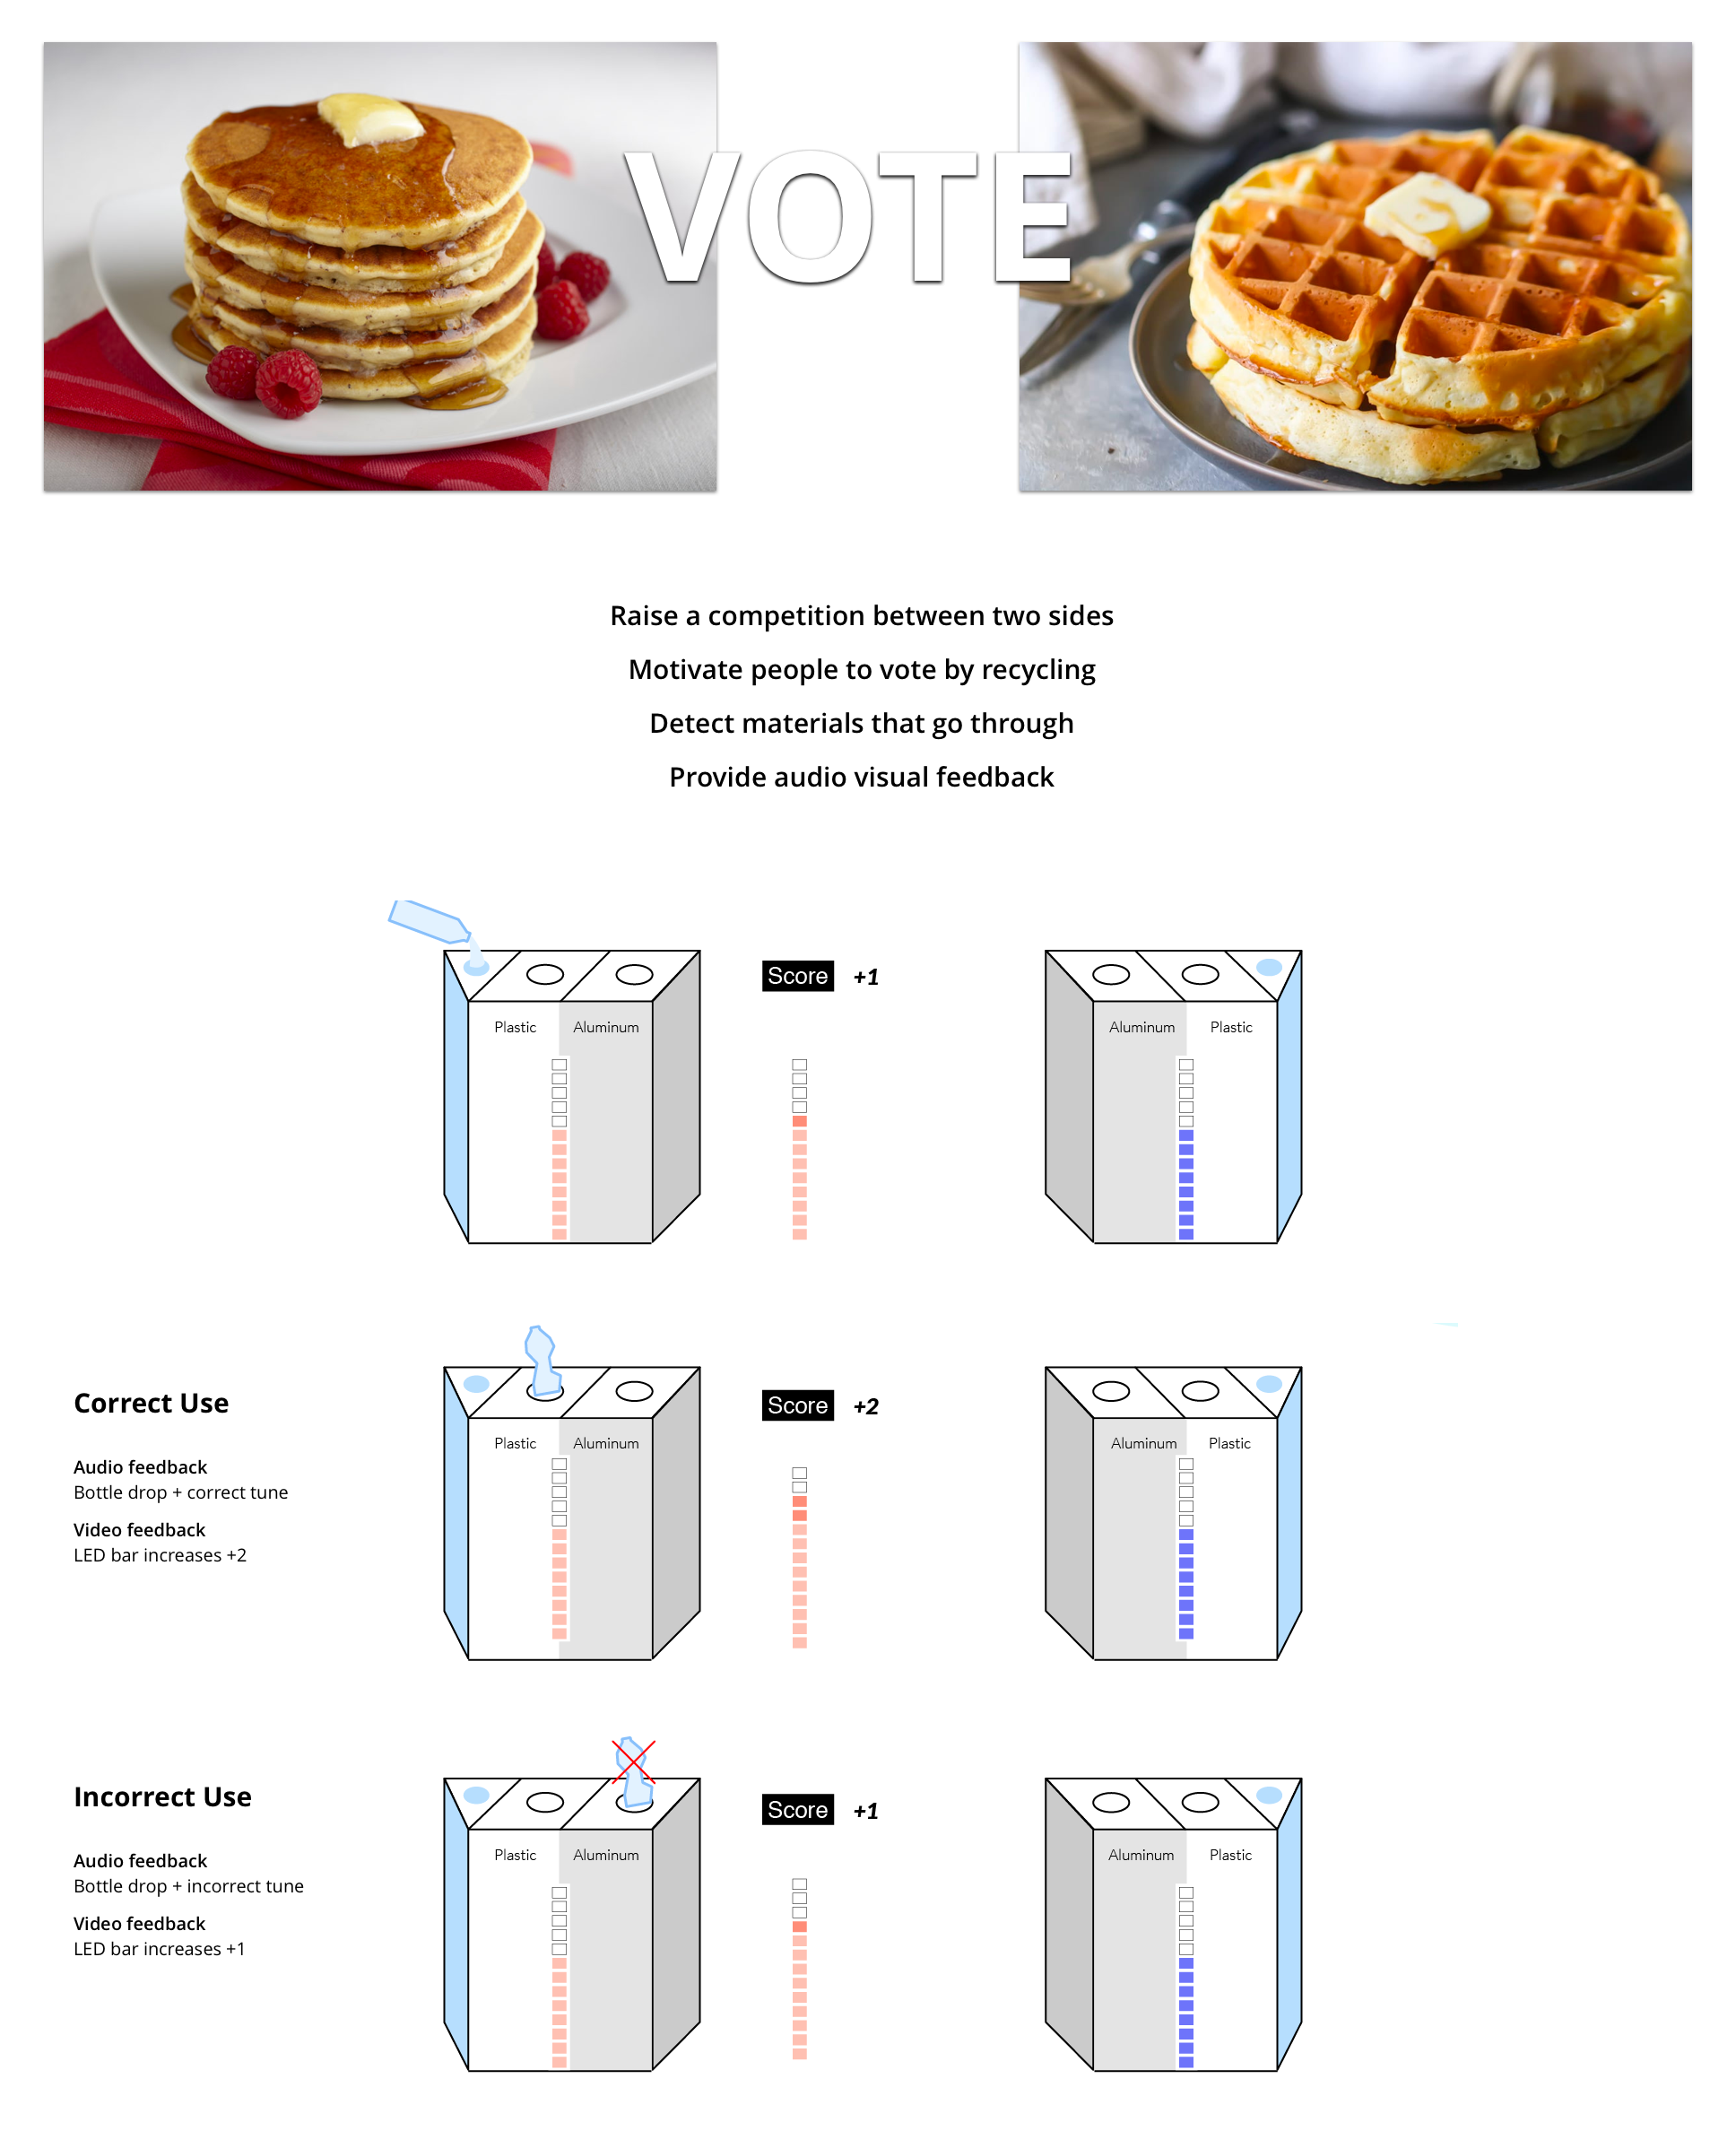 VOTE
Raise a competition between two sides
Motivate people to vote by recycling
Detect materials that go through
Provide audio visual feedback
Score +1
Plastic Aluminum
Aluminum Plastic
Correct Use
Audio feedback
Bottle drop + correct tune
Video feedback
LED bar increases +2
Score +2
Plastic Aluminum
Aluminum Plastic
Incorrect Use
Audio feedback
Bottle drop + incorrect tune
Video feedback
LED bar increases +1
Score +1
Plastic Aluminum
Aluminum Plastic